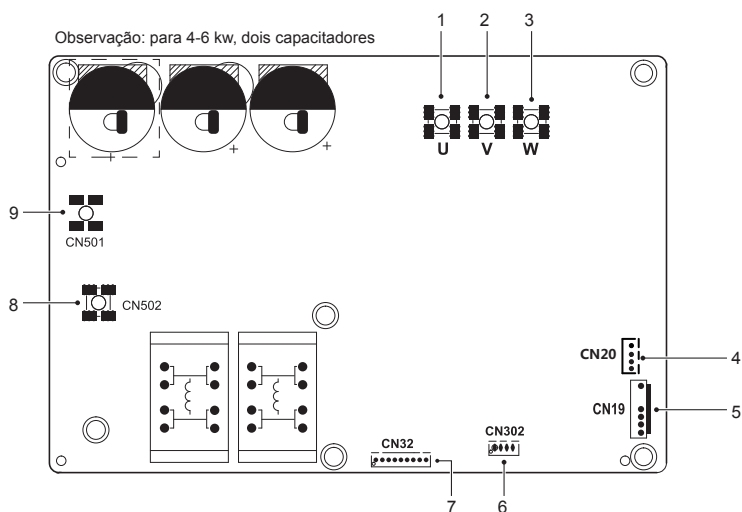 1 2 3
Observação: para 4-6 kw, dois capacitadores
+ + +
U V W
9
CN501
8 CN502
CN20 4
CN19 5
CN32 CN302
7 6